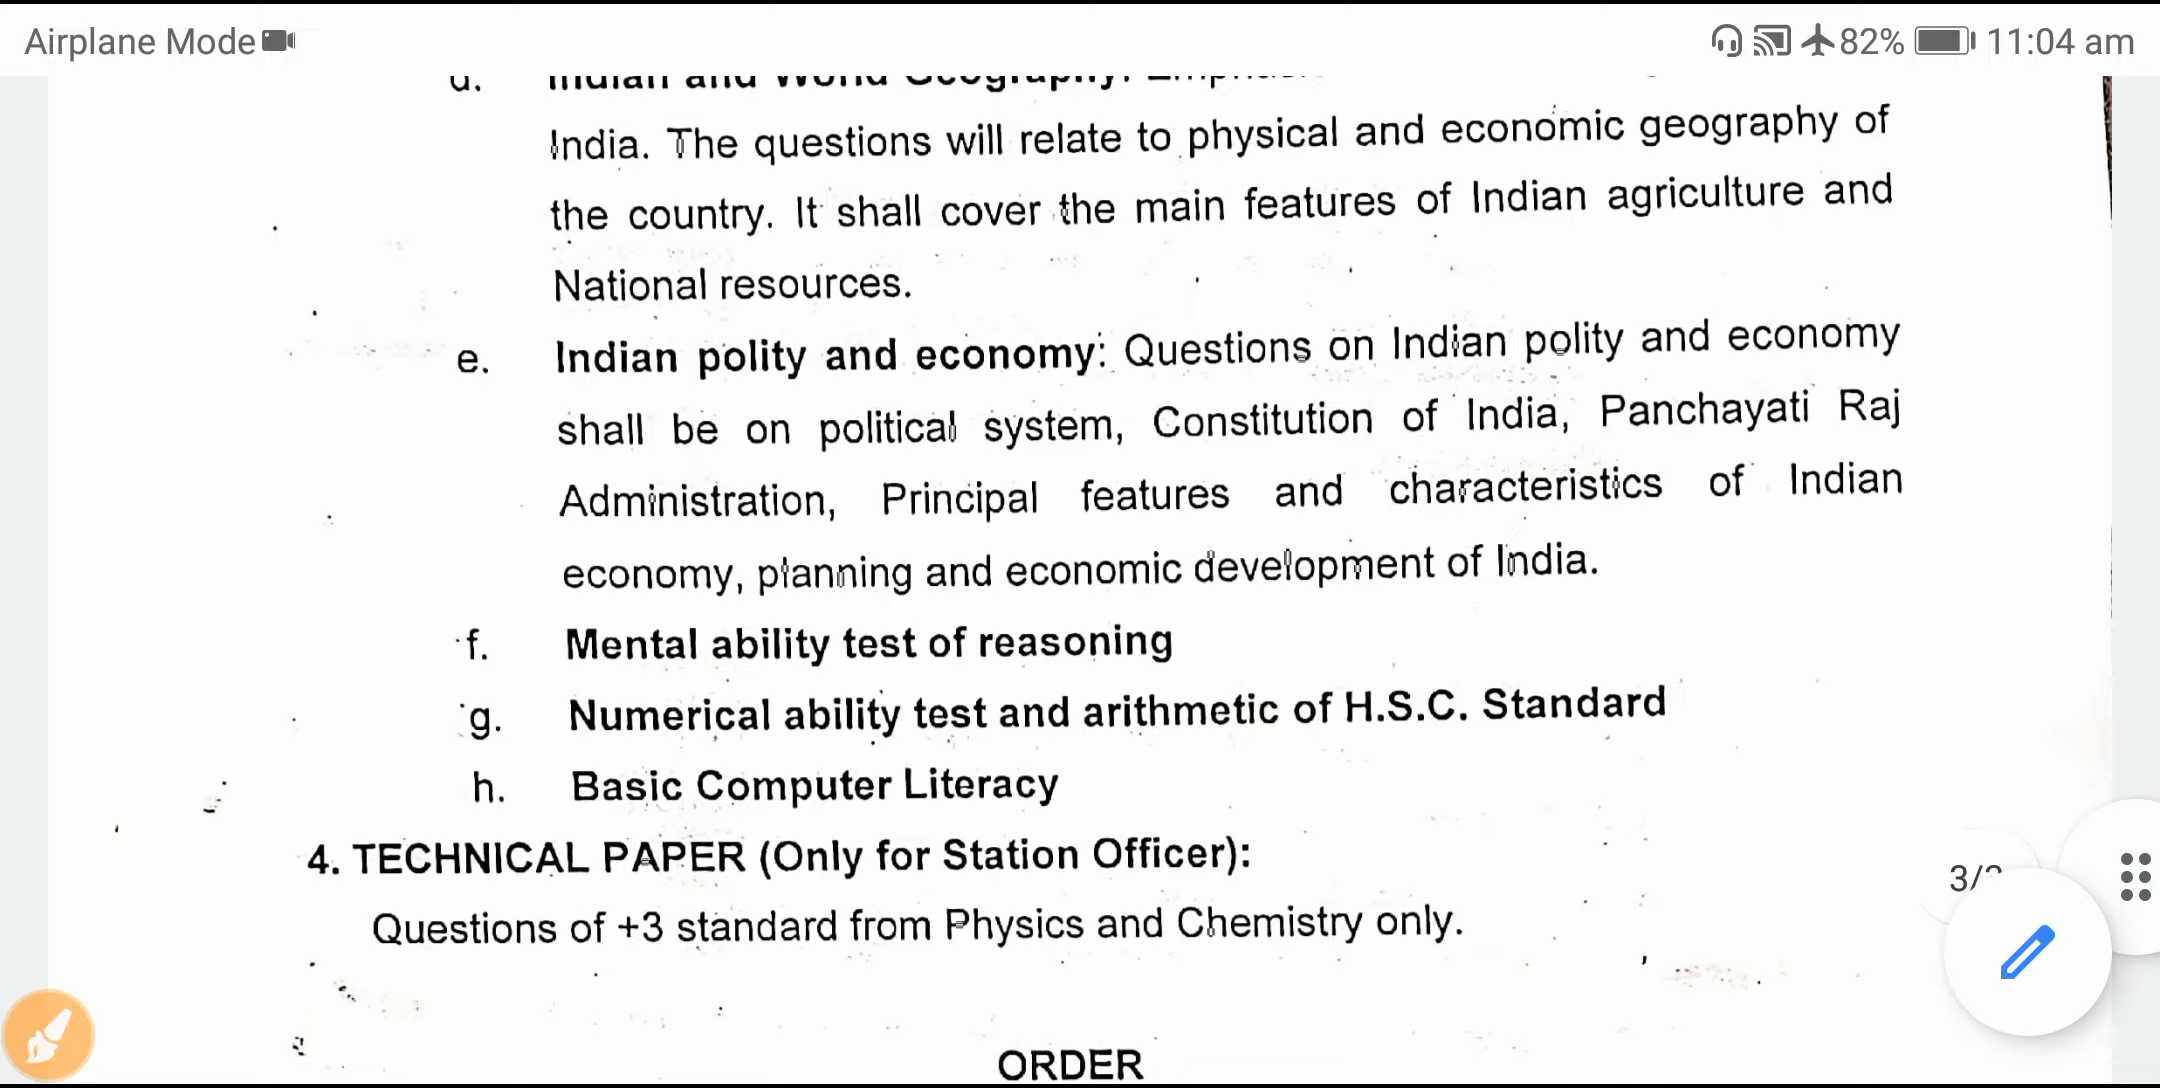 Airplane Mode 82% 11:04 am
d. Indian and World Geography:
India. The questions will relate to physical and economic geography of
the country. It shall cover the main features of Indian agriculture and
National resources.
e. Indian polity and economy: Questions on Indian polity and economy
shall be on political system, Constitution of India, Panchayati Raj
Administration, Principal features and characteristics of Indian
economy, planning and economic development of India.
f. Mental ability test of reasoning
g. Numerical ability test and arithmetic of H.S.C. Standard
h. Basic Computer Literacy
4. TECHNICAL PAPER (Only for Station Officer):
3/
Questions of +3 standard from Physics and Chemistry only.
ORDER